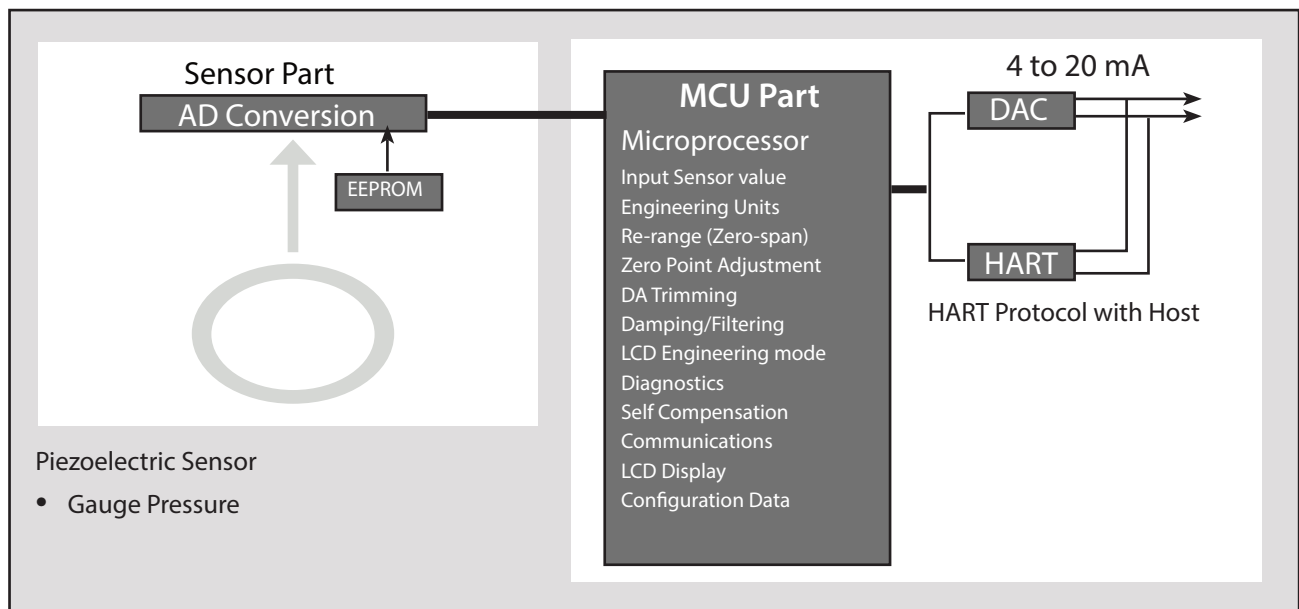 Sensor Part
AD Conversion
EEPROM
Piezoelectric Sensor
• Gauge Pressure
MCU Part
Microprocessor
Input Sensor value
Engineering Units
Re-range (Zero-span)
Zero Point Adjustment
DA Trimming
Damping/Filtering
LCD Engineering mode
Diagnostics
Self Compensation
Communications
LCD Display
Configuration Data
4 to 20 mA
DAC
HART
HART Protocol with Host